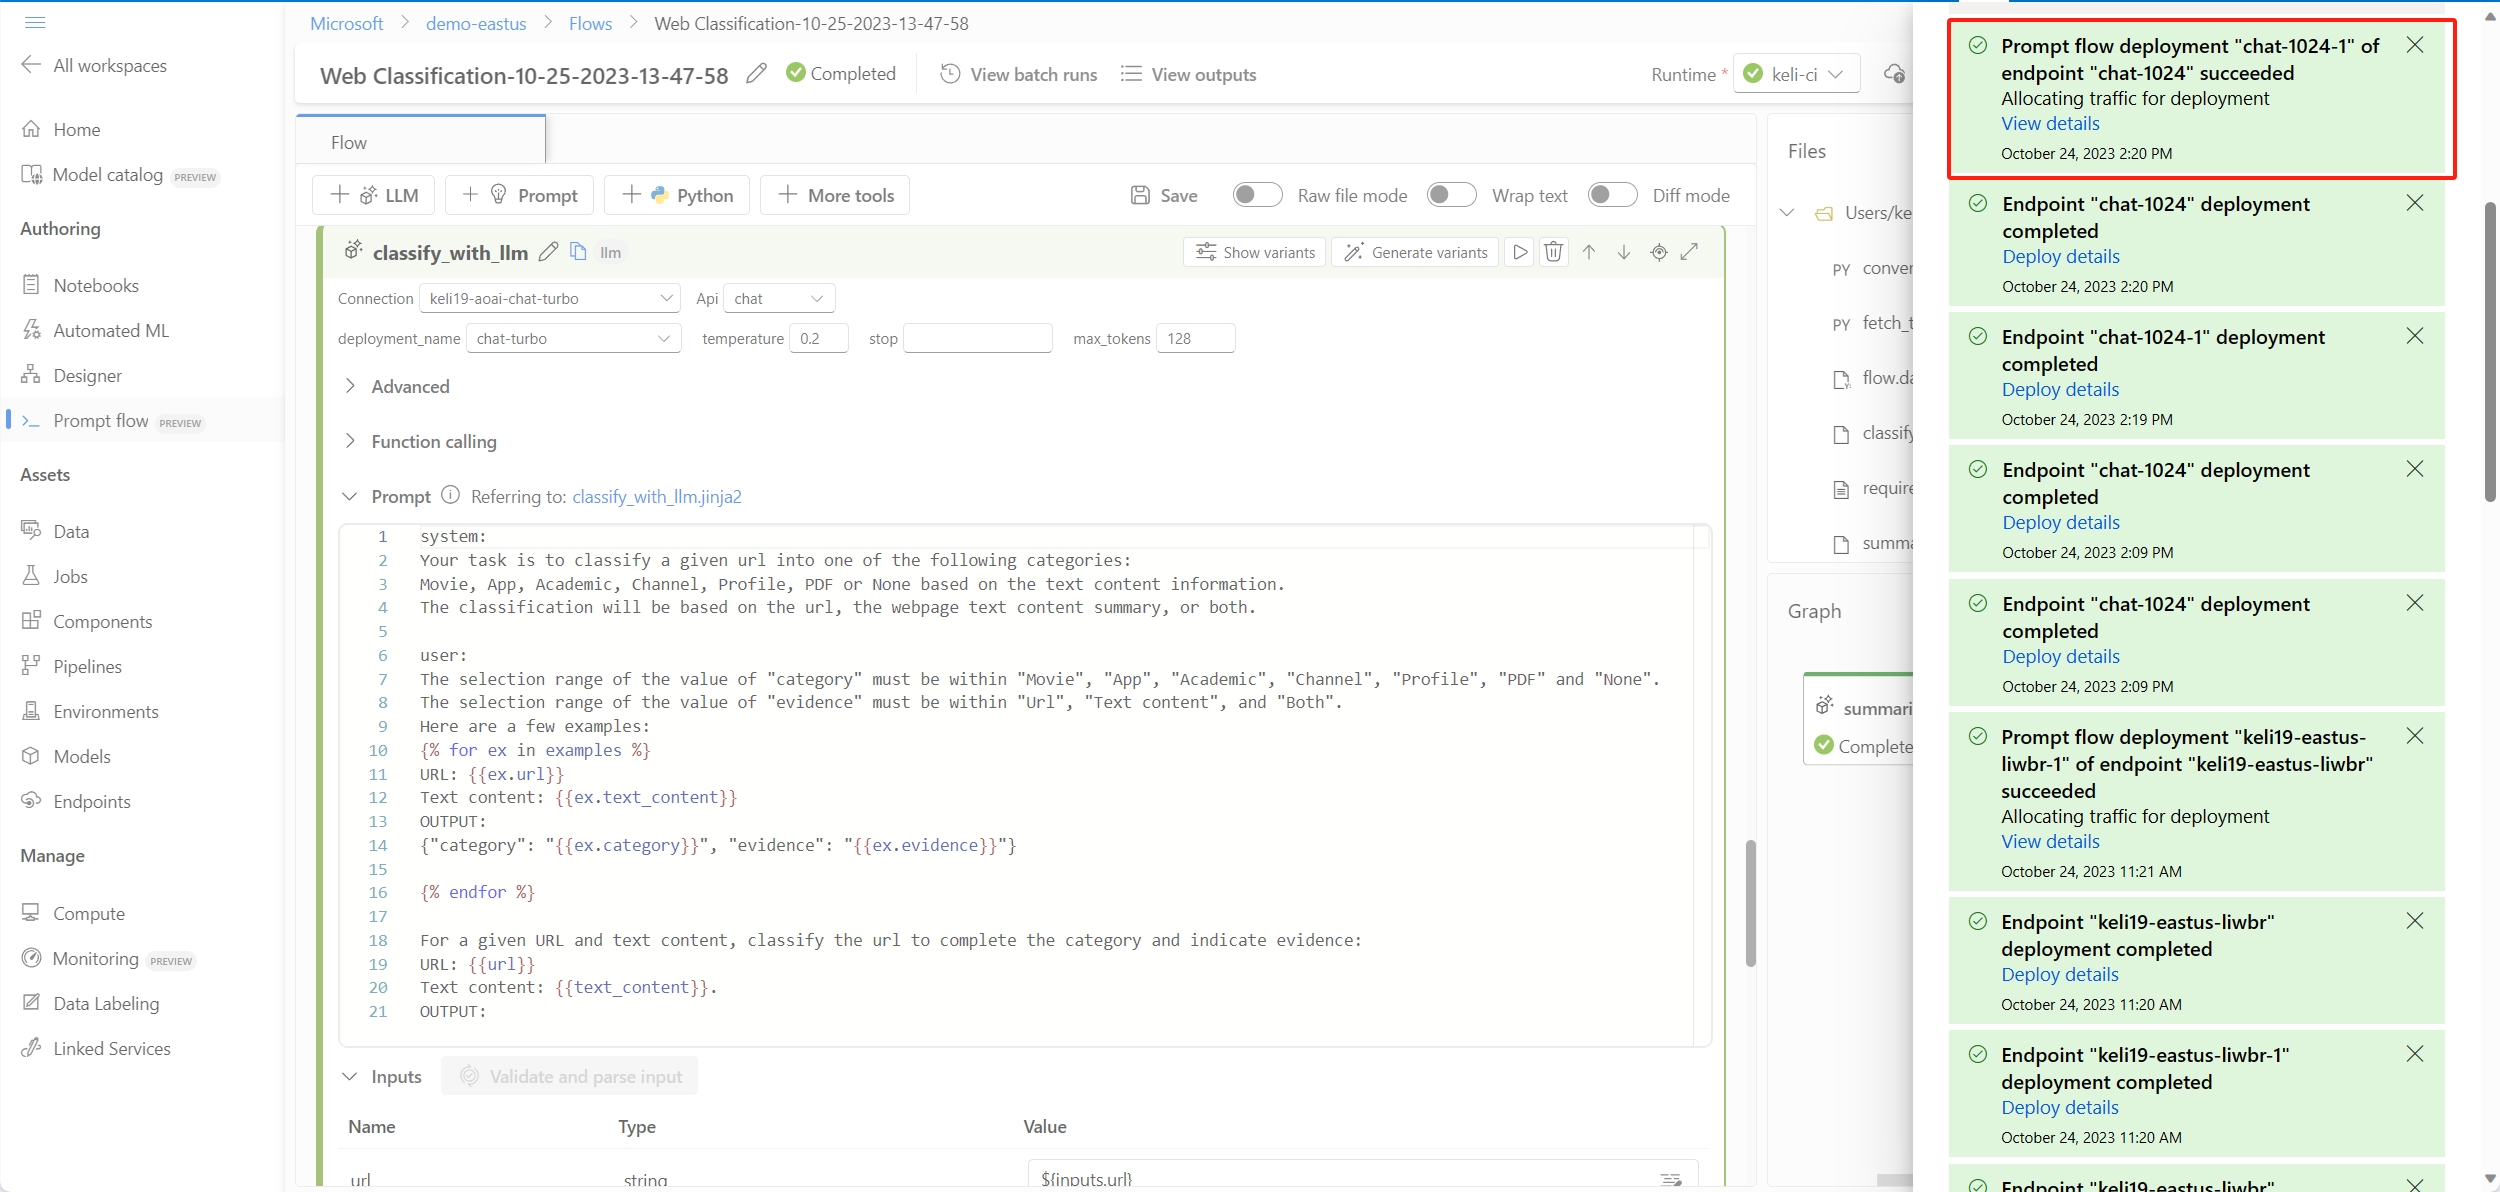 Microsoft > demo-eastus > Flows > Web Classification-10-25-2023-13-47-58
All workspaces
Home
Model catalog PREVIEW
Authoring
Notebooks
Automated ML
Designer
Prompt flow PREVIEW
Assets
Data
Jobs
Components
Pipelines
Environments
Models
Endpoints
Manage
Compute
Monitoring PREVIEW
Data Labeling
Linked Services
Web Classification-10-25-2023-13-47-58 Completed View batch runs View outputs Runtime * keli-ci
Flow
+ LLM + Prompt + Python + More tools Save Raw file mode Wrap text Diff mode
classify_with_llm llm Show variants Generate variants
Connection keli19-aoai-chat-turbo Api chat
deployment_name chat-turbo temperature 0.2 stop max_tokens 128
Advanced
Function calling
Prompt Referring to: classify_with_llm.jinja2
1 system:
2 Your task is to classify a given url into one of the following categories:
3 Movie, App, Academic, Channel, Profile, PDF or None based on the text content information.
4 The classification will be based on the url, the webpage text content summary, or both.
5
6 user:
7 The selection range of the value of "category" must be within "Movie", "App", "Academic", "Channel", "Profile", "PDF" and "None".
8 The selection range of the value of "evidence" must be within "Url", "Text content", and "Both".
9 Here are a few examples:
10 {% for ex in examples %}
11 URL: {{ex.url}}
12 Text content: {{ex.text_content}}
13 OUTPUT:
14 {"category": "{{ex.category}}", "evidence": "{{ex.evidence}}"}
15
16 {% endfor %}
17
18 For a given URL and text content, classify the url to complete the category and indicate evidence:
19 URL: {{url}}
20 Text content: {{text_content}}.
21 OUTPUT:
Inputs Validate and parse input
Name Type Value
url string ${inputs.url}
Files
Users/ke
PY conver
PY fetch_t
flow.da
classify
require
summa
Graph
summari
Complete
Prompt flow deployment "chat-1024-1" of
endpoint "chat-1024" succeeded
Allocating traffic for deployment
View details
October 24, 2023 2:20 PM
Endpoint "chat-1024" deployment
completed
Deploy details
October 24, 2023 2:20 PM
Endpoint "chat-1024-1" deployment
completed
Deploy details
October 24, 2023 2:19 PM
Endpoint "chat-1024" deployment
completed
Deploy details
October 24, 2023 2:09 PM
Endpoint "chat-1024" deployment
completed
Deploy details
October 24, 2023 2:09 PM
Prompt flow deployment "keli19-eastus-
liwbr-1" of endpoint "keli19-eastus-liwbr"
succeeded
Allocating traffic for deployment
View details
October 24, 2023 11:21 AM
Endpoint "keli19-eastus-liwbr"
deployment completed
Deploy details
October 24, 2023 11:20 AM
Endpoint "keli19-eastus-liwbr-1"
deployment completed
Deploy details
October 24, 2023 11:20 AM
Endpoint "keli19-eastus-liwbr"